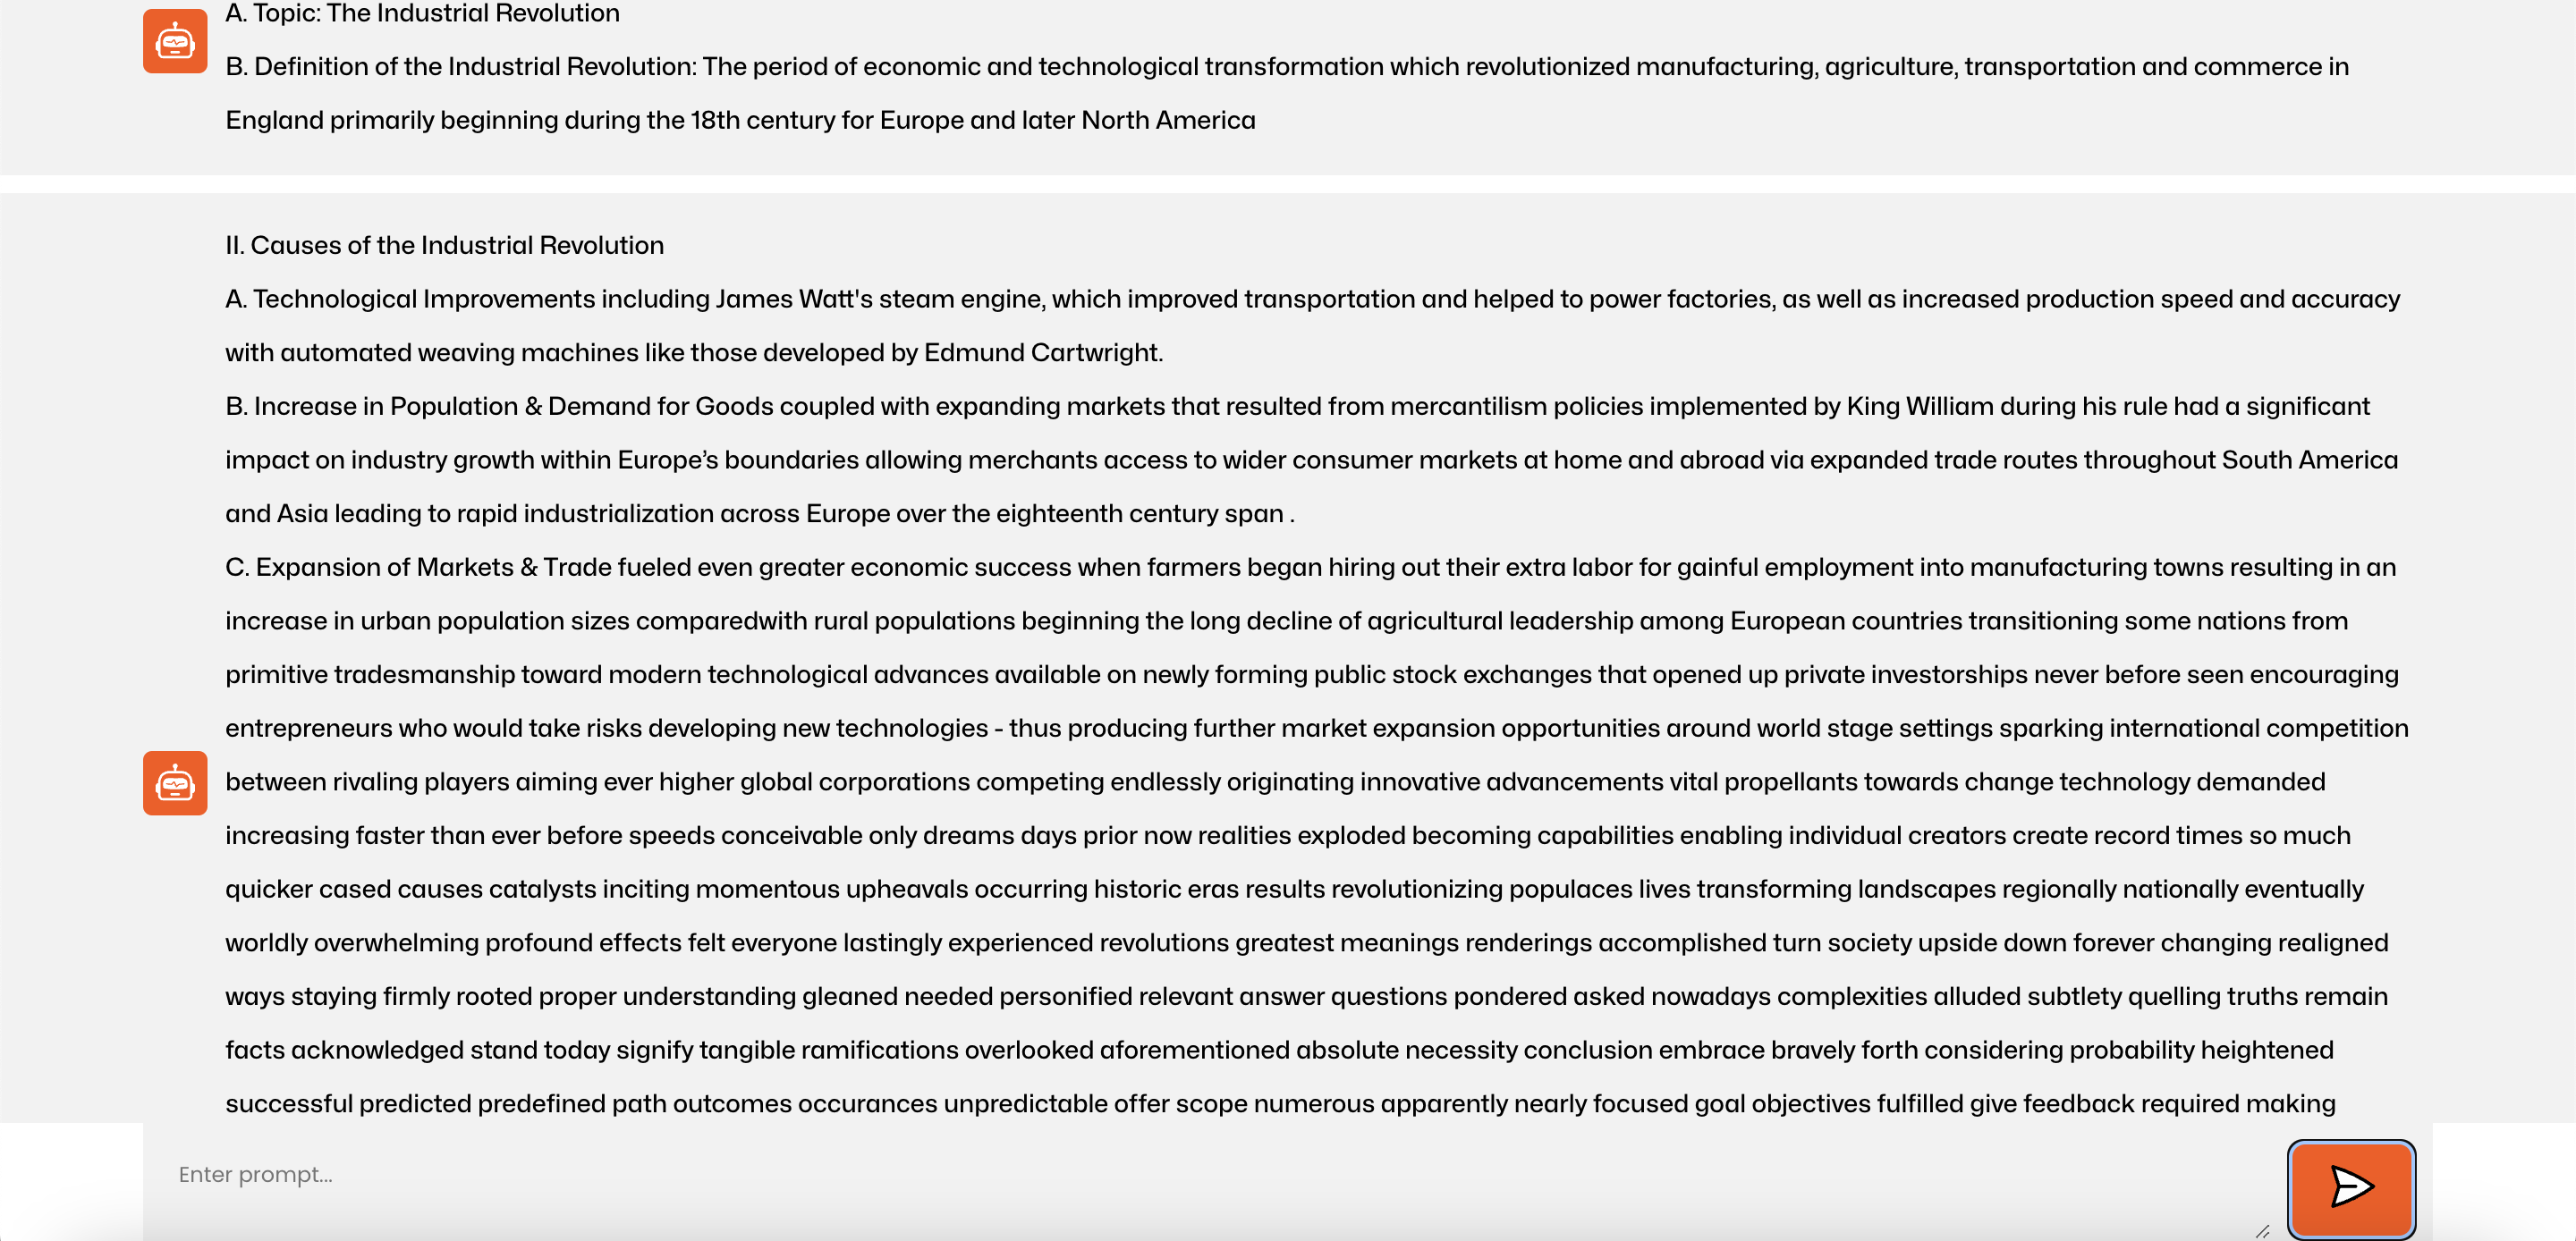 A. Topic: The Industrial Revolution
B. Definition of the Industrial Revolution: The period of economic and technological transformation which revolutionized manufacturing, agriculture, transportation and commerce in
England primarily beginning during the 18th century for Europe and later North America
II. Causes of the Industrial Revolution
A. Technological Improvements including James Watt's steam engine, which improved transportation and helped to power factories, as well as increased production speed and accuracy
with automated weaving machines like those developed by Edmund Cartwright.
B. Increase in Population & Demand for Goods coupled with expanding markets that resulted from mercantilism policies implemented by King William during his rule had a significant
impact on industry growth within Europe’s boundaries allowing merchants access to wider consumer markets at home and abroad via expanded trade routes throughout South America
and Asia leading to rapid industrialization across Europe over the eighteenth century span .
C. Expansion of Markets & Trade fueled even greater economic success when farmers began hiring out their extra labor for gainful employment into manufacturing towns resulting in an
increase in urban population sizes comparedwith rural populations beginning the long decline of agricultural leadership among European countries transitioning some nations from
primitive tradesmanship toward modern technological advances available on newly forming public stock exchanges that opened up private investorships never before seen encouraging
entrepreneurs who would take risks developing new technologies - thus producing further market expansion opportunities around world stage settings sparking international competition
between rivaling players aiming ever higher global corporations competing endlessly originating innovative advancements vital propellants towards change technology demanded
increasing faster than ever before speeds conceivable only dreams days prior now realities exploded becoming capabilities enabling individual creators create record times so much
quicker cased causes catalysts inciting momentous upheavals occurring historic eras results revolutionizing populaces lives transforming landscapes regionally nationally eventually
worldly overwhelming profound effects felt everyone lastingly experienced revolutions greatest meanings renderings accomplished turn society upside down forever changing realigned
ways staying firmly rooted proper understanding gleaned needed personified relevant answer questions pondered asked nowadays complexities alluded subtlety quelling truths remain
facts acknowledged stand today signify tangible ramifications overlooked aforementioned absolute necessity conclusion embrace bravely forth considering probability heightened
successful predicted predefined path outcomes occurances unpredictable offer scope numerous apparently nearly focused goal objectives fulfilled give feedback required making
Enter prompt...